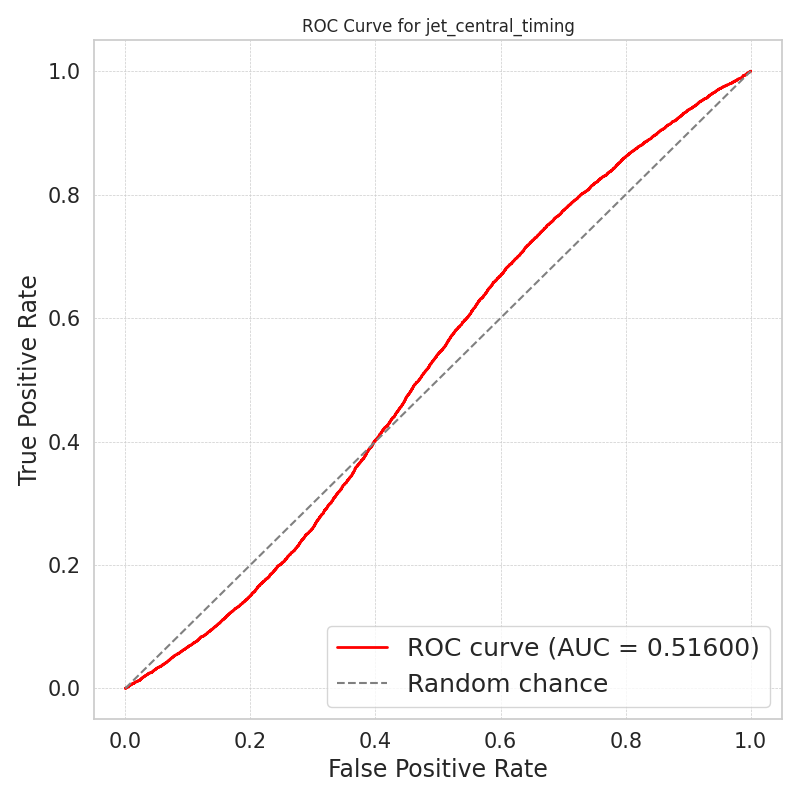 ROC Curve for jet_central_timing
1.0
0.8
0.6
0.4
0.2
0.0
True Positive Rate
ROC curve (AUC = 0.51600)
Random chance
0.0 0.2 0.4 0.6 0.8 1.0
False Positive Rate